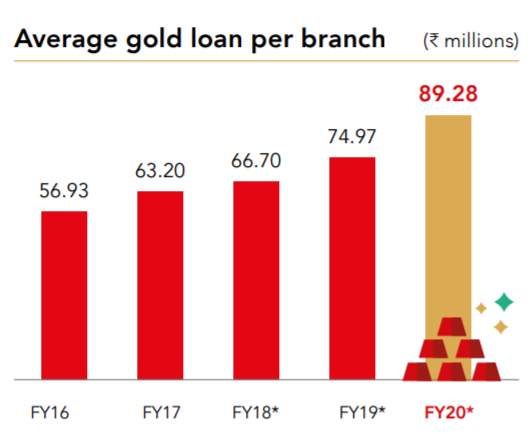 Average gold loan per branch (₹ millions)
89.28
74.97
66.70
63.20
56.93
FY16 FY17 FY18* FY19* FY20*